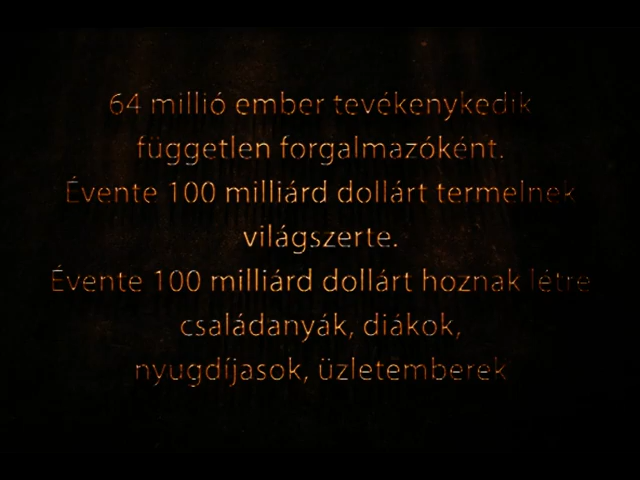 64 millió ember tevékenykedik
független forgalmazóként.
Évente 100 milliárd dollárt termelnek
világszerte.
Évente 100 milliárd dollárt hoznak létre
családanyák, diákok,
nyugdíjasok, üzletemberek